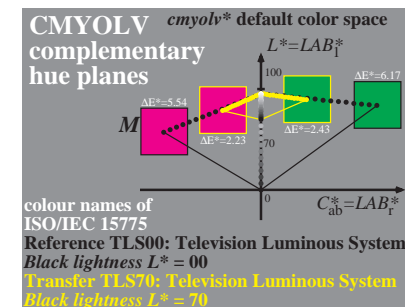 CMYOLV
complementary
hue planes
cmyolv* default color space
L*=LAB*l
100
ΔE*=6.17
ΔE*=5.54
M
ΔE*=2.23
ΔE*=2.43
70
0
C*ab=LAB*r
colour names of
ISO/IEC 15775
Reference TLS00: Television Luminous System
Black lightness L* = 00
Transfer TLS70: Television Luminous System
Black lightness L* = 70